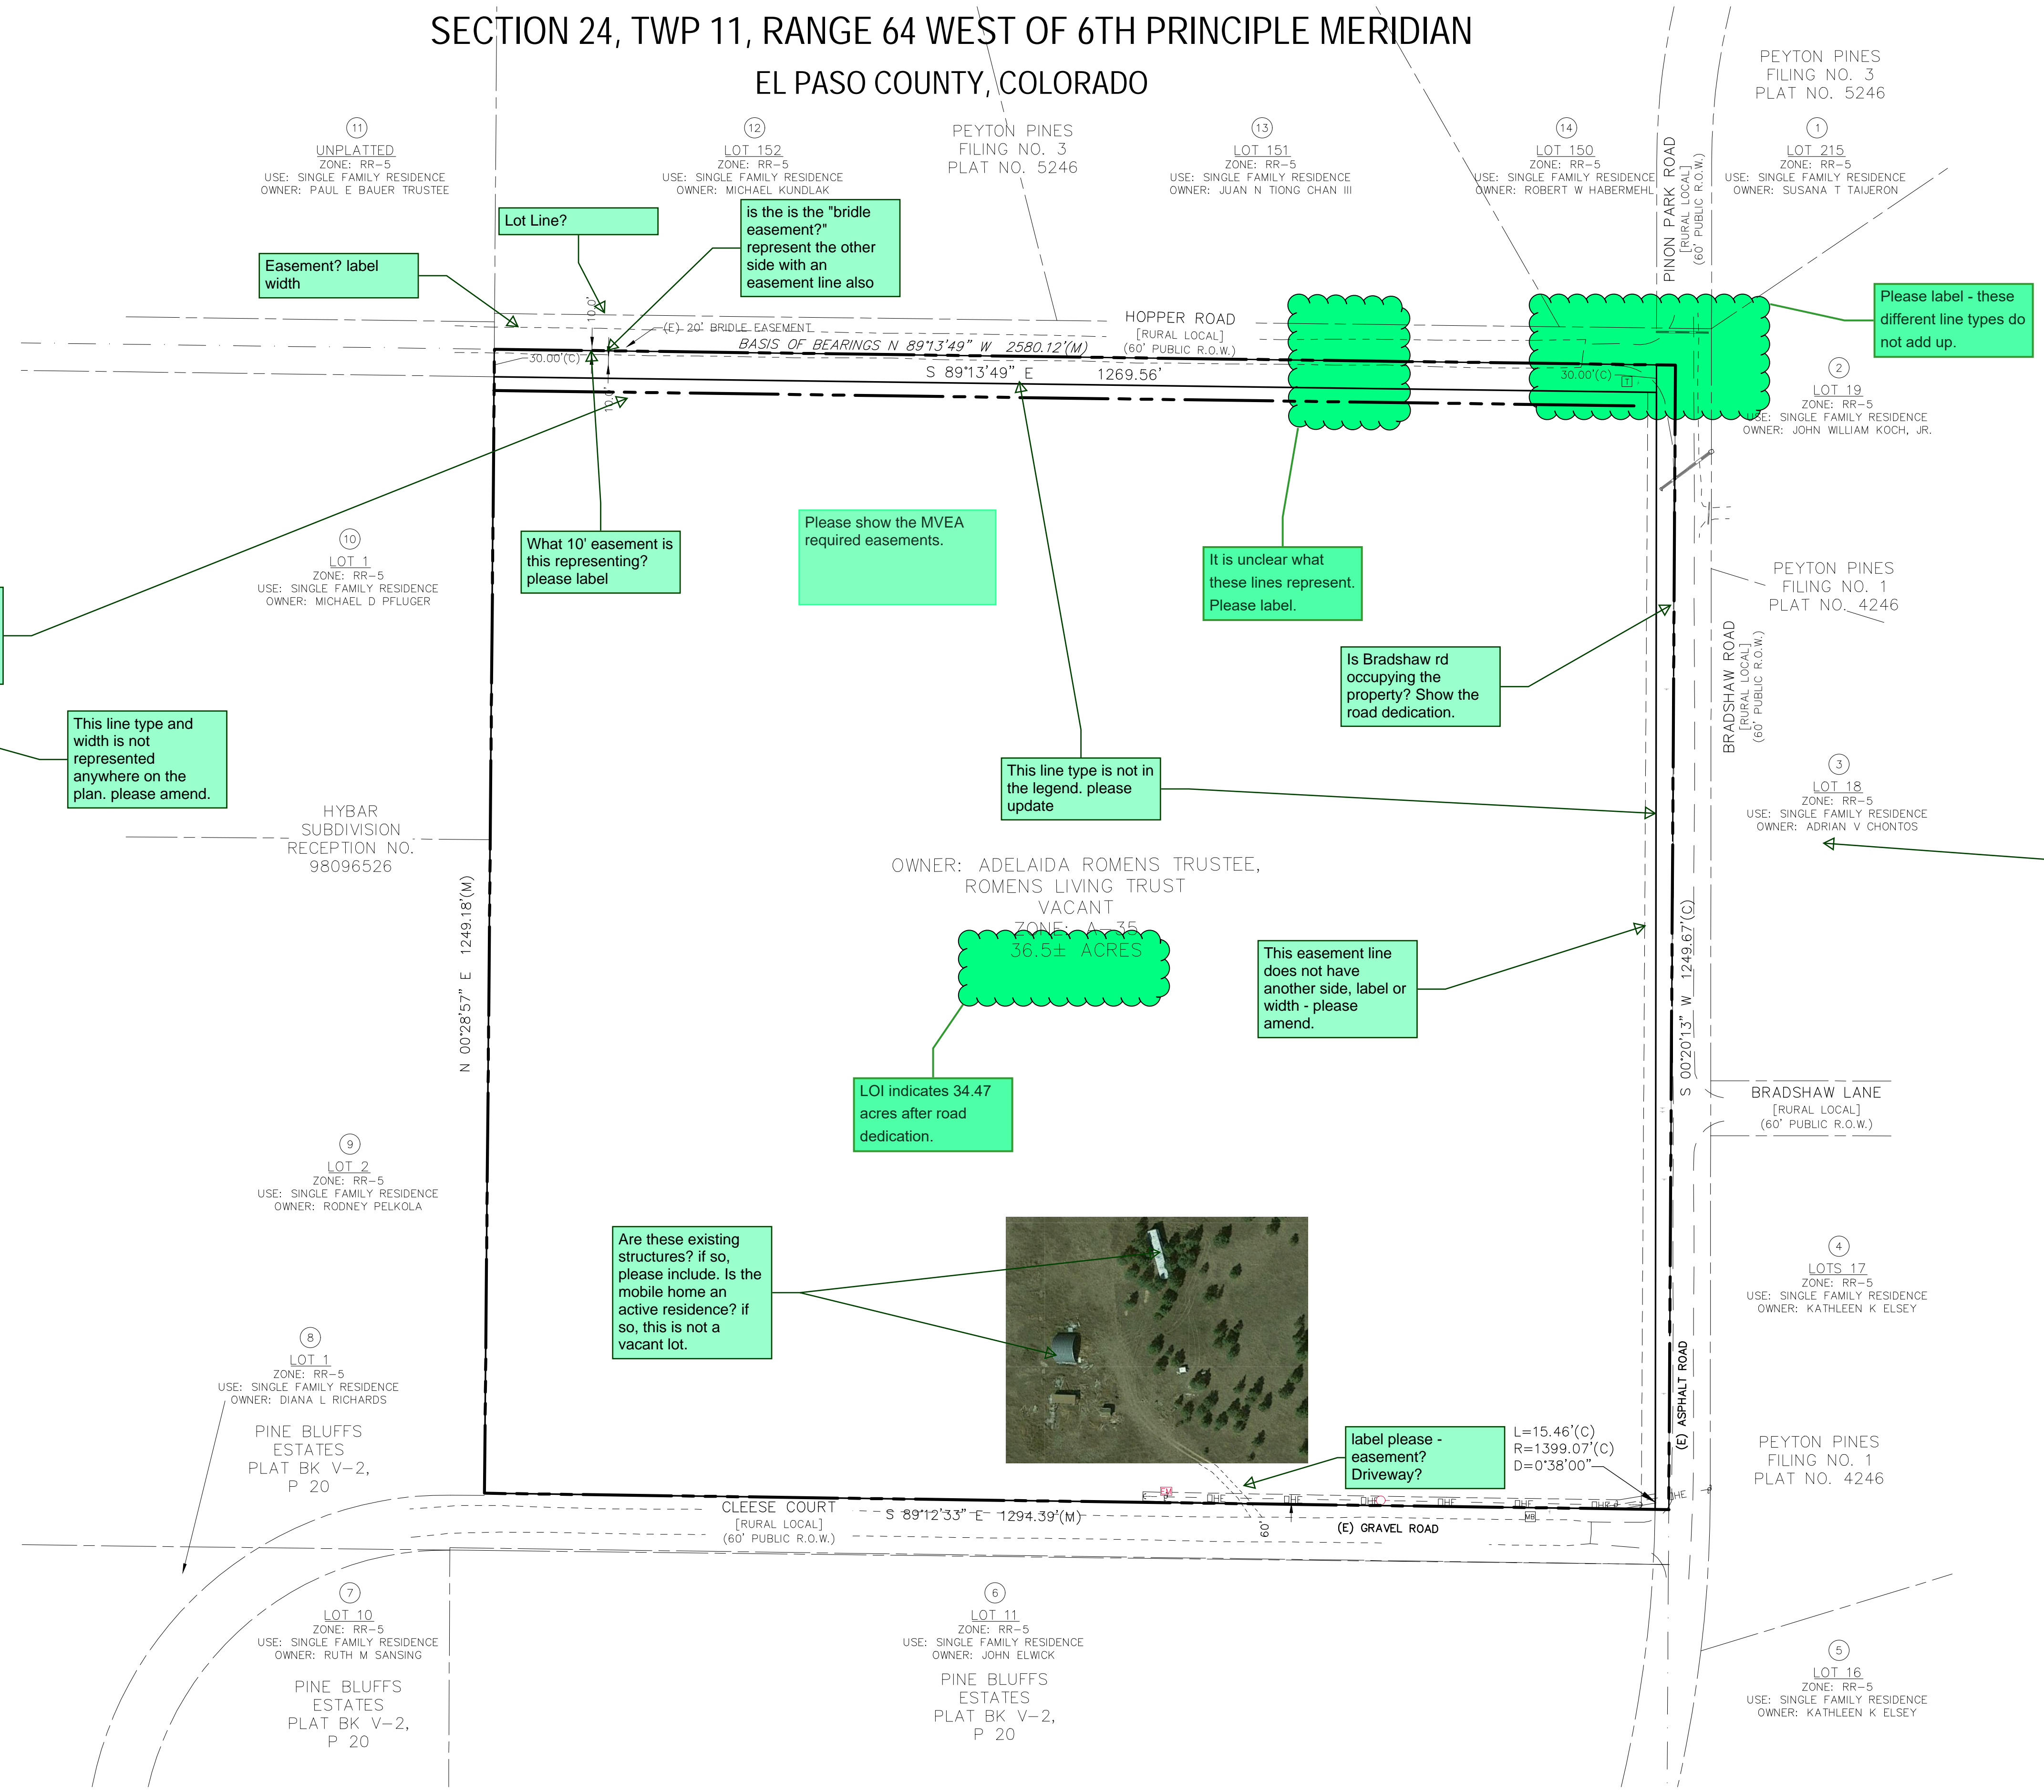 SECTION 24, TWP 11, RANGE 64 WEST OF 6TH PRINCIPLE MERIDIAN
EL PASO COUNTY, COLORADO
PEYTON PINES
FILING NO. 3
PLAT NO. 5246
11
UNPLATTED
ZONE: RR-5
USE: SINGLE FAMILY RESIDENCE
OWNER: PAUL E BAUER TRUSTEE
12
LOT 152
ZONE: RR-5
USE: SINGLE FAMILY RESIDENCE
OWNER: MICHAEL KUNDLAK
PEYTON PINES
FILING NO. 3
PLAT NO. 5246
13
LOT 151
ZONE: RR-5
USE: SINGLE FAMILY RESIDENCE
OWNER: JUAN N TIONG CHAN III
14
LOT 150
ZONE: RR-5
USE: SINGLE FAMILY RESIDENCE
OWNER: ROBERT W HABERMEHL
PINON PARK ROAD
[RURAL LOCAL]
(60' PUBLIC R.O.W.)
1
LOT 215
ZONE: RR-5
USE: SINGLE FAMILY RESIDENCE
OWNER: SUSANA T TAIJERON
Lot Line?
is the is the "bridle
easement?"
represent the other
side with an
easement line also
Easement? label
width
Please label - these
different line types do
not add up.
10.0'
(E) 20' BRIDLE EASEMENT
HOPPER ROAD
[RURAL LOCAL]
(60' PUBLIC R.O.W.)
BASIS OF BEARINGS N 89°13'49" W 2580.12'(M)
30.00'(C)
S 89°13'49" E 1269.56'
30.00'(C)
T
10.0'
2
LOT 19
ZONE: RR-5
USE: SINGLE FAMILY RESIDENCE
OWNER: JOHN WILLIAM KOCH, JR.
10
LOT 1
ZONE: RR-5
USE: SINGLE FAMILY RESIDENCE
OWNER: MICHAEL D PFLUGER
What 10' easement is
this representing?
please label
Please show the MVEA
required easements.
It is unclear what
these lines represent.
Please label.
PEYTON PINES
FILING NO. 1
PLAT NO. 4246
Is Bradshaw rd
occupying the
property? Show the
road dedication.
BRADSHAW ROAD
[RURAL LOCAL]
(60' PUBLIC R.O.W.)
This line type and
width is not
represented
anywhere on the
plan. please amend.
This line type is not in
the legend. please
update
3
LOT 18
ZONE: RR-5
USE: SINGLE FAMILY RESIDENCE
OWNER: ADRIAN V CHONTOS
HYBAR
SUBDIVISION
RECEPTION NO.
98096526
OWNER: ADELAIDA ROMENS TRUSTEE,
ROMENS LIVING TRUST
VACANT
ZONE: A-35
36.5± ACRES
N 00°28'57" E 1249.18'(M)
This easement line
does not have
another side, label or
width - please
amend.
S 00°20'13" W 1249.67'(C)
LOI indicates 34.47
acres after road
dedication.
BRADSHAW LANE
[RURAL LOCAL]
(60' PUBLIC R.O.W.)
9
LOT 2
ZONE: RR-5
USE: SINGLE FAMILY RESIDENCE
OWNER: RODNEY PELKOLA
Are these existing
structures? if so,
please include. Is the
mobile home an
active residence? if
so, this is not a
vacant lot.
4
LOTS 17
ZONE: RR-5
USE: SINGLE FAMILY RESIDENCE
OWNER: KATHLEEN K ELSEY
8
LOT 1
ZONE: RR-5
USE: SINGLE FAMILY RESIDENCE
OWNER: DIANA L RICHARDS
(E) ASPHALT ROAD
PINE BLUFFS
ESTATES
PLAT BK V-2,
P 20
label please -
easement?
Driveway?
L=15.46'(C)
R=1399.07'(C)
D=0°38'00"
PEYTON PINES
FILING NO. 1
PLAT NO. 4246
CLEESE COURT
[RURAL LOCAL]
(60' PUBLIC R.O.W.)
S 89°12'33" E 1294.39'(M)
60'
(E) GRAVEL ROAD
MB
7
LOT 10
ZONE: RR-5
USE: SINGLE FAMILY RESIDENCE
OWNER: RUTH M SANSING
PINE BLUFFS
ESTATES
PLAT BK V-2,
P 20
6
LOT 11
ZONE: RR-5
USE: SINGLE FAMILY RESIDENCE
OWNER: JOHN ELWICK
PINE BLUFFS
ESTATES
PLAT BK V-2,
P 20
5
LOT 16
ZONE: RR-5
USE: SINGLE FAMILY RESIDENCE
OWNER: KATHLEEN K ELSEY